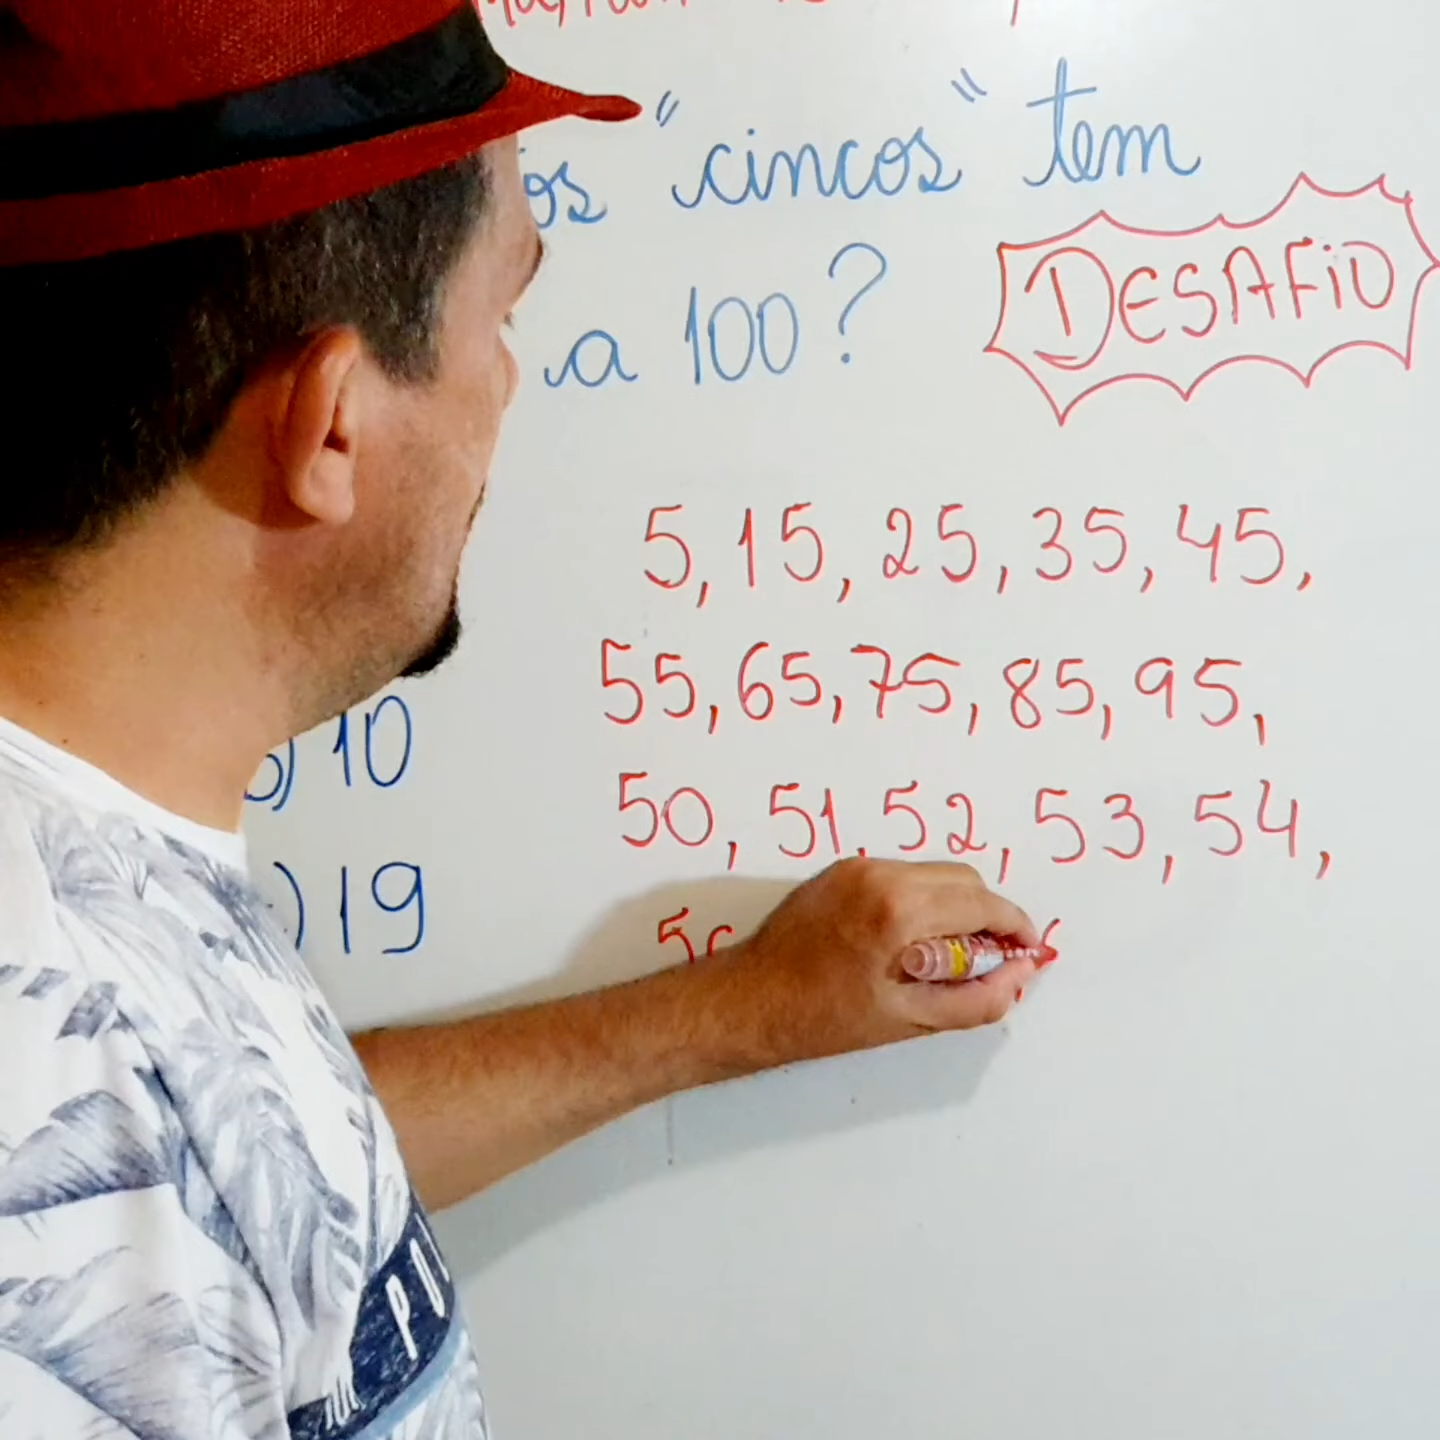 "cincos" tem
a 100?
DESAFiO
5, 15, 25, 35, 45,
55, 65, 75, 85, 95,
) 10
50, 51, 52, 53, 54,
) 19